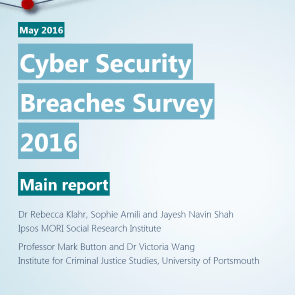 May 2016
Cyber Security
Breaches Survey
2016
Main report
Dr Rebecca Klahr, Sophie Amili and Jayesh Navin Shah
Ipsos MORI Social Research Institute
Professor Mark Button and Dr Victoria Wang
Institute for Criminal Justice Studies, University of Portsmouth